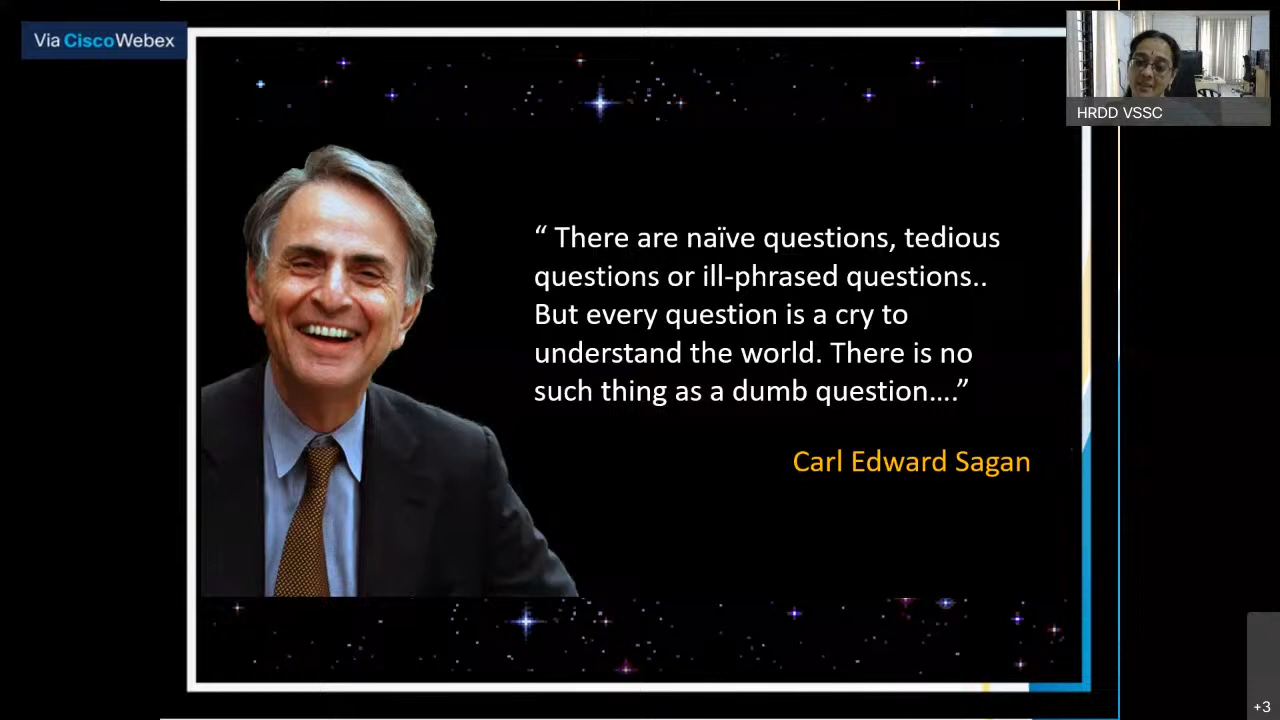 Via CiscoWebex
HRDD VSSC
“ There are naïve questions, tedious
questions or ill-phrased questions..
But every question is a cry to
understand the world. There is no
such thing as a dumb question....”
Carl Edward Sagan
+3